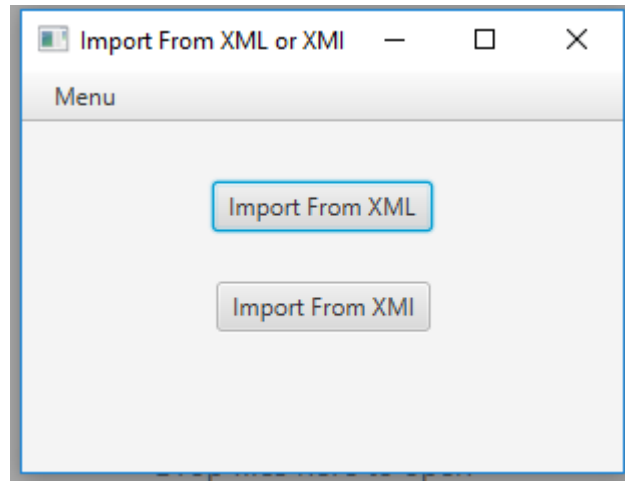 Import From XML or XMI
Menu
Import From XML
Import From XMI